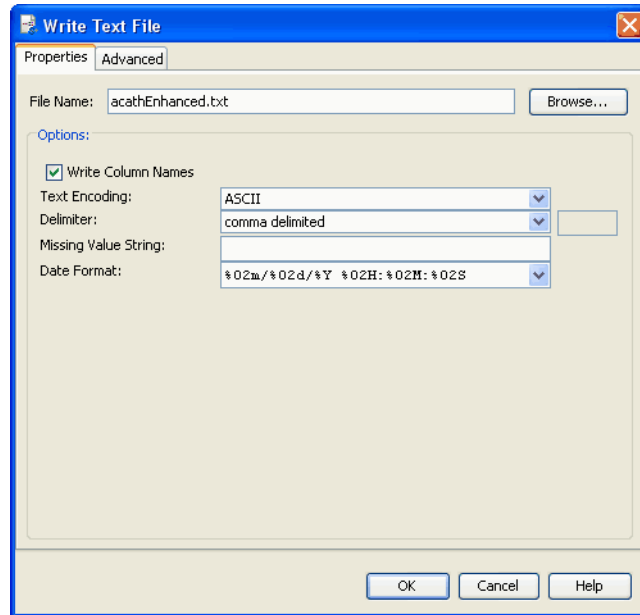 Write Text File
Properties Advanced
File Name: acathEnhanced.txt Browse...
Options:
Write Column Names
Text Encoding: ASCII
Delimiter: comma delimited
Missing Value String:
Date Format: %02m/%02d/%Y %02H:%02M:%02S
OK Cancel Help